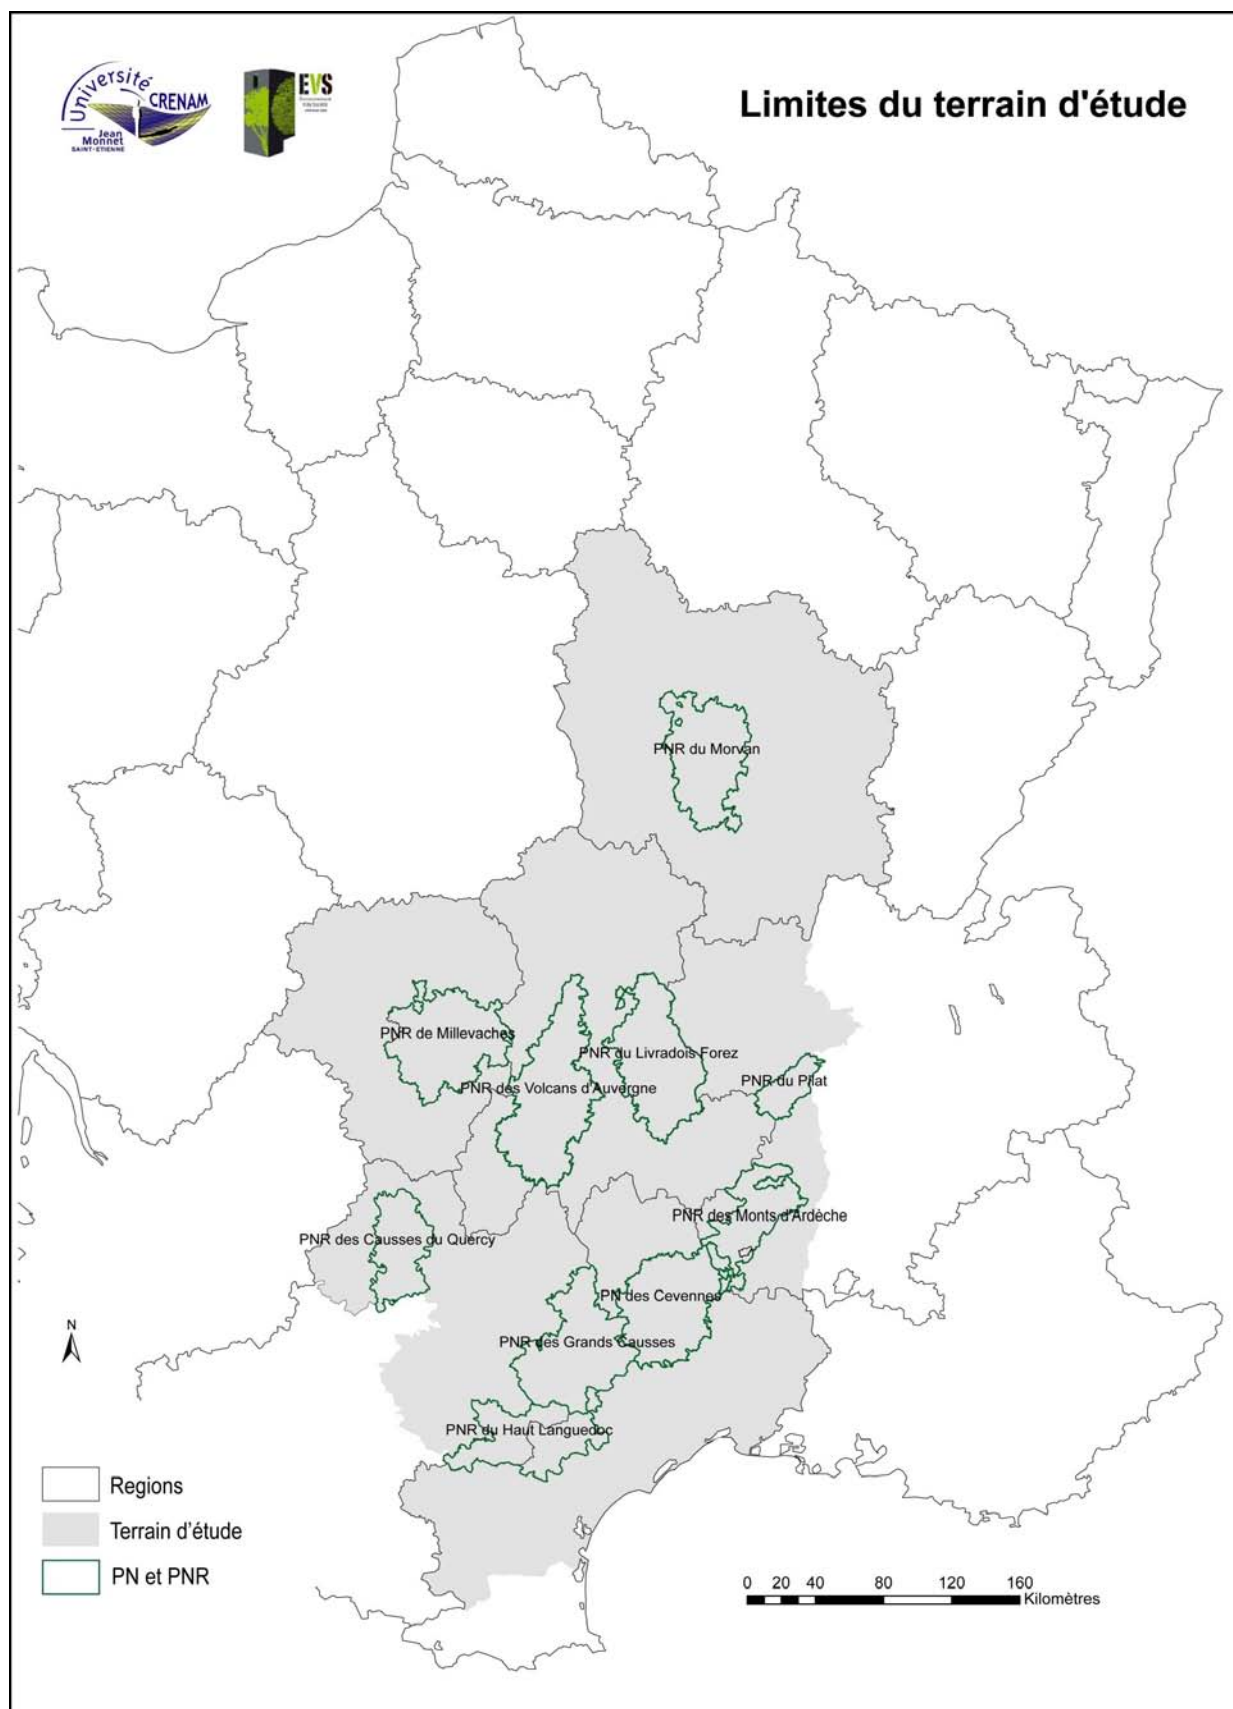 Université
CRENAM
Jean
Monnet
SAINT-ETIENNE
EVS
Limites du terrain d'étude
PNR du Morvan
PNR de Millevaches
PNR du Livradois Forez
PNR du Pilat
PNR des Volcans d'Auvergne
PNR des Monts d'Ardèche
PNR des Causses du Quercy
PN des Cevennes
PNR des Grands Causses
PNR du Haut Languedoc
N
Regions
Terrain d'étude
PN et PNR
0 20 40 80 120 160
Kilomètres